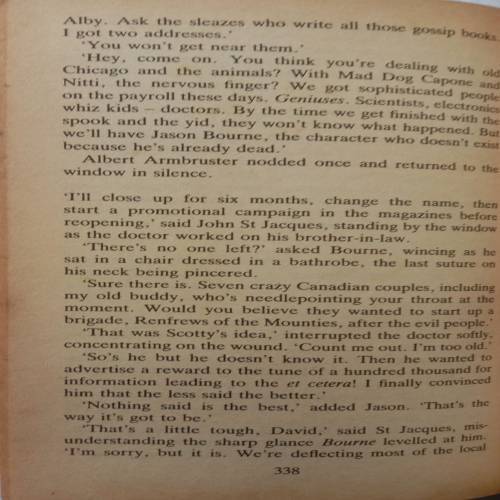 Alby. Ask the sleazes who write all those gossip books.
I got two addresses.’
‘You won’t get near them.’
‘Hey, come on. You think you’re dealing with old
Chicago and the animals? With Mad Dog Capone and
Nitti, the nervous finger? We got sophisticated people
on the payroll these days. Geniuses. Scientists, electronics
whiz kids – doctors. By the time we get finished with the
spook and the yid, they won’t know what happened. But
we’ll have Jason Bourne, the character who doesn’t exist
because he’s already dead.’
Albert Armbruster nodded once and returned to the
window in silence.
‘I’ll close up for six months, change the name, then
start a promotional campaign in the magazines before
reopening,’ said John St Jacques, standing by the window
as the doctor worked on his brother-in-law.
‘There’s no one left?’ asked Bourne, wincing as he
sat in a chair dressed in a bathrobe, the last suture on
his neck being pincered.
‘Sure there is. Seven crazy Canadian couples, including
my old buddy, who’s needlepointing your throat at the
moment. Would you believe they wanted to start up a
brigade, Renfrews of the Mounties, after the evil people.’
‘That was Scotty’s idea,’ interrupted the doctor softly,
concentrating on the wound. ‘Count me out. I’m too old.’
‘So’s he but he doesn’t know it. Then he wanted to
advertise a reward to the tune of a hundred thousand for
information leading to the et cetera! I finally convinced
him that the less said the better.’
‘Nothing said is the best,’ added Jason. ‘That’s the
way it’s got to be.’
‘That’s a little tough, David,’ said St Jacques, mis-
understanding the sharp glance Bourne levelled at him.
‘I’m sorry, but it is. We’re deflecting most of the local
338